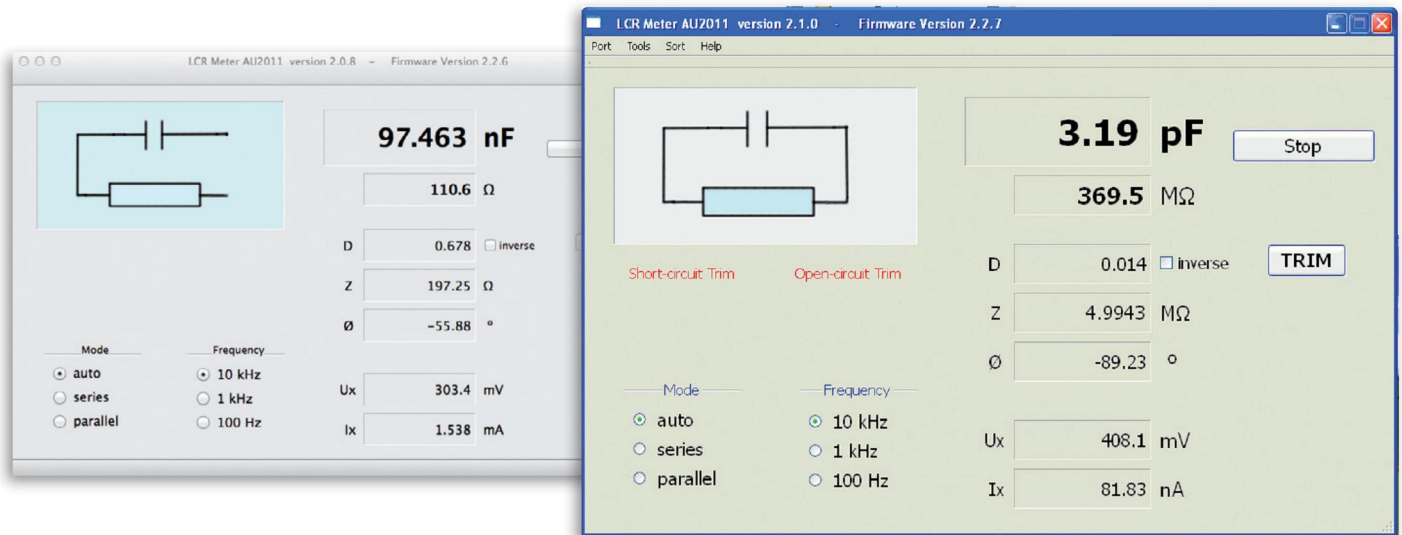 LCR Meter AU2011 version 2.0.8 - Firmware Version 2.2.6
97.463 nF
110.6 Ω
D 0.678 inverse
Z 197.25 Ω
Ø -55.88 °
Mode Frequency
auto 10 kHz
series 1 kHz
parallel 100 Hz
Ux 303.4 mV
Ix 1.538 mA
LCR Meter AU2011 version 2.1.0 - Firmware Version 2.2.7
Port Tools Sort Help
3.19 pF
Stop
369.5 MΩ
Short-circuit Trim Open-circuit Trim
D 0.014 inverse
TRIM
Z 4.9943 MΩ
Ø -89.23 °
Mode Frequency
auto 10 kHz
series 1 kHz
parallel 100 Hz
Ux 408.1 mV
Ix 81.83 nA